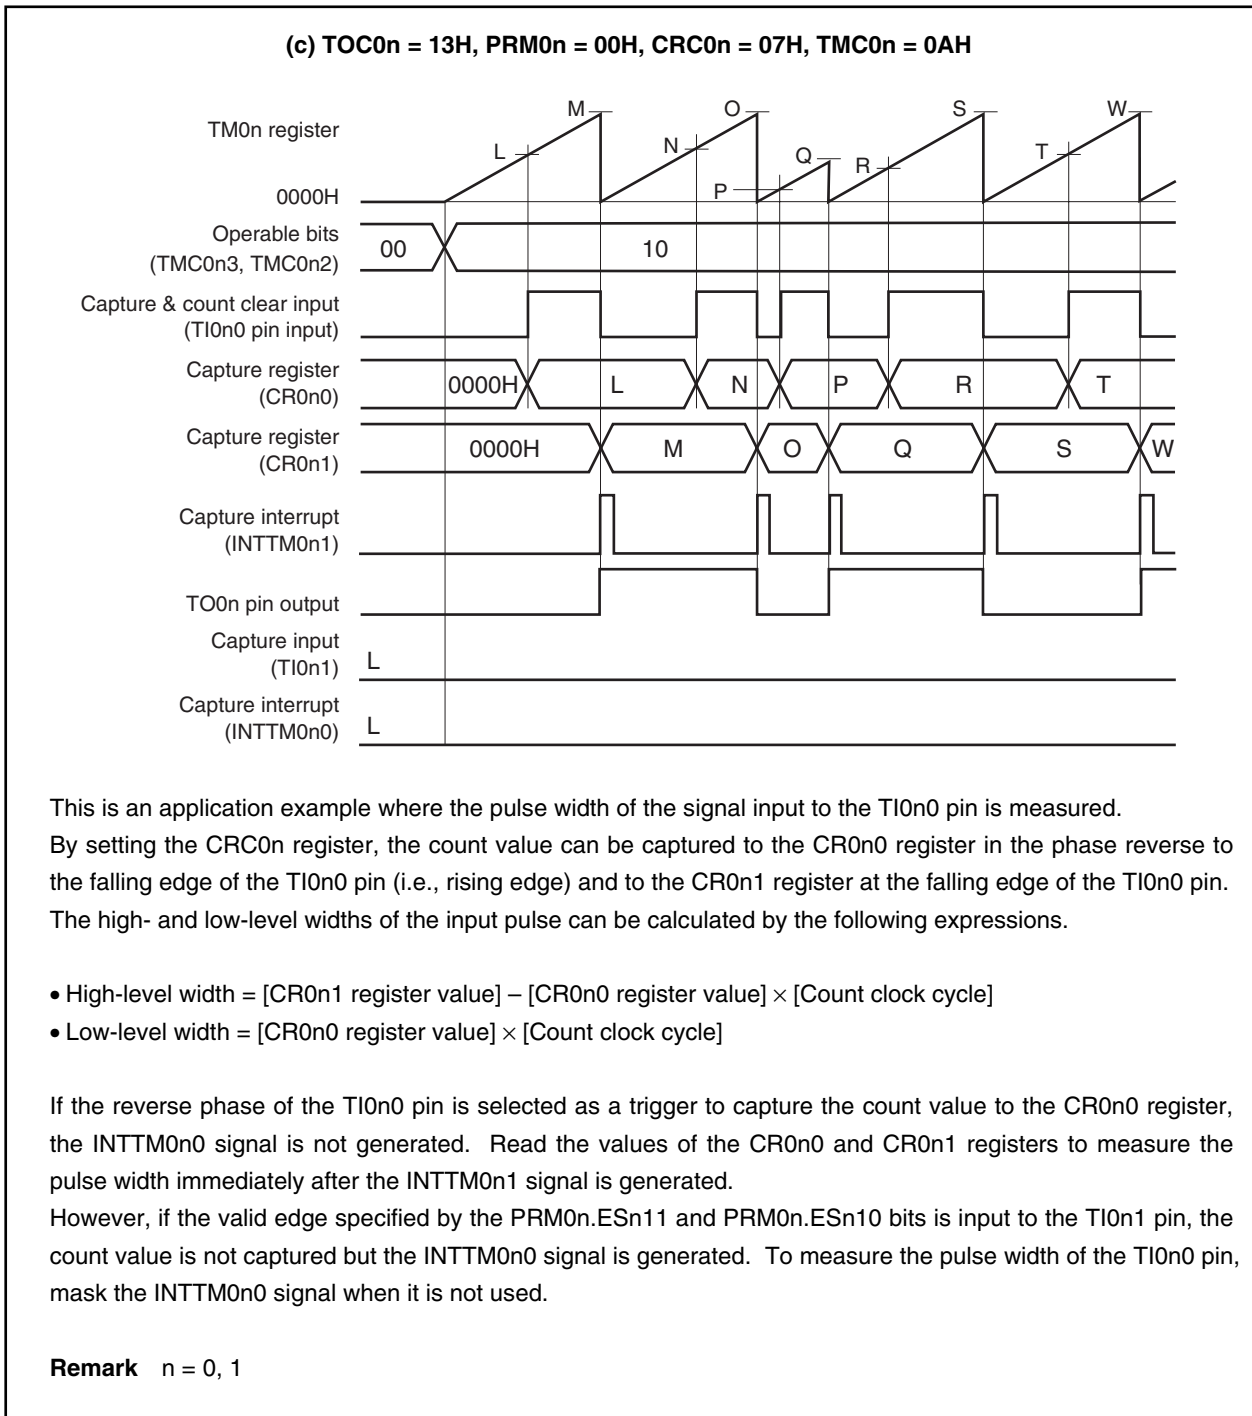 (c) TOC0n = 13H, PRM0n = 00H, CRC0n = 07H, TMC0n = 0AH
M
O
S
W
TM0n register
L
N
Q
R
T
P
0000H
Operable bits
(TMC0n3, TMC0n2)
00
10
Capture & count clear input
(TI0n0 pin input)
Capture register
(CR0n0)
0000H
L
N
P
R
T
Capture register
(CR0n1)
0000H
M
O
Q
S
W
Capture interrupt
(INTTM0n1)
TO0n pin output
Capture input
(TI0n1)
L
Capture interrupt
(INTTM0n0)
L
This is an application example where the pulse width of the signal input to the TI0n0 pin is measured.
By setting the CRC0n register, the count value can be captured to the CR0n0 register in the phase reverse to
the falling edge of the TI0n0 pin (i.e., rising edge) and to the CR0n1 register at the falling edge of the TI0n0 pin.
The high- and low-level widths of the input pulse can be calculated by the following expressions.
• High-level width = [CR0n1 register value] – [CR0n0 register value] × [Count clock cycle]
• Low-level width = [CR0n0 register value] × [Count clock cycle]
If the reverse phase of the TI0n0 pin is selected as a trigger to capture the count value to the CR0n0 register,
the INTTM0n0 signal is not generated. Read the values of the CR0n0 and CR0n1 registers to measure the
pulse width immediately after the INTTM0n1 signal is generated.
However, if the valid edge specified by the PRM0n.ESn11 and PRM0n.ESn10 bits is input to the TI0n1 pin, the
count value is not captured but the INTTM0n0 signal is generated. To measure the pulse width of the TI0n0 pin,
mask the INTTM0n0 signal when it is not used.
Remark n = 0, 1